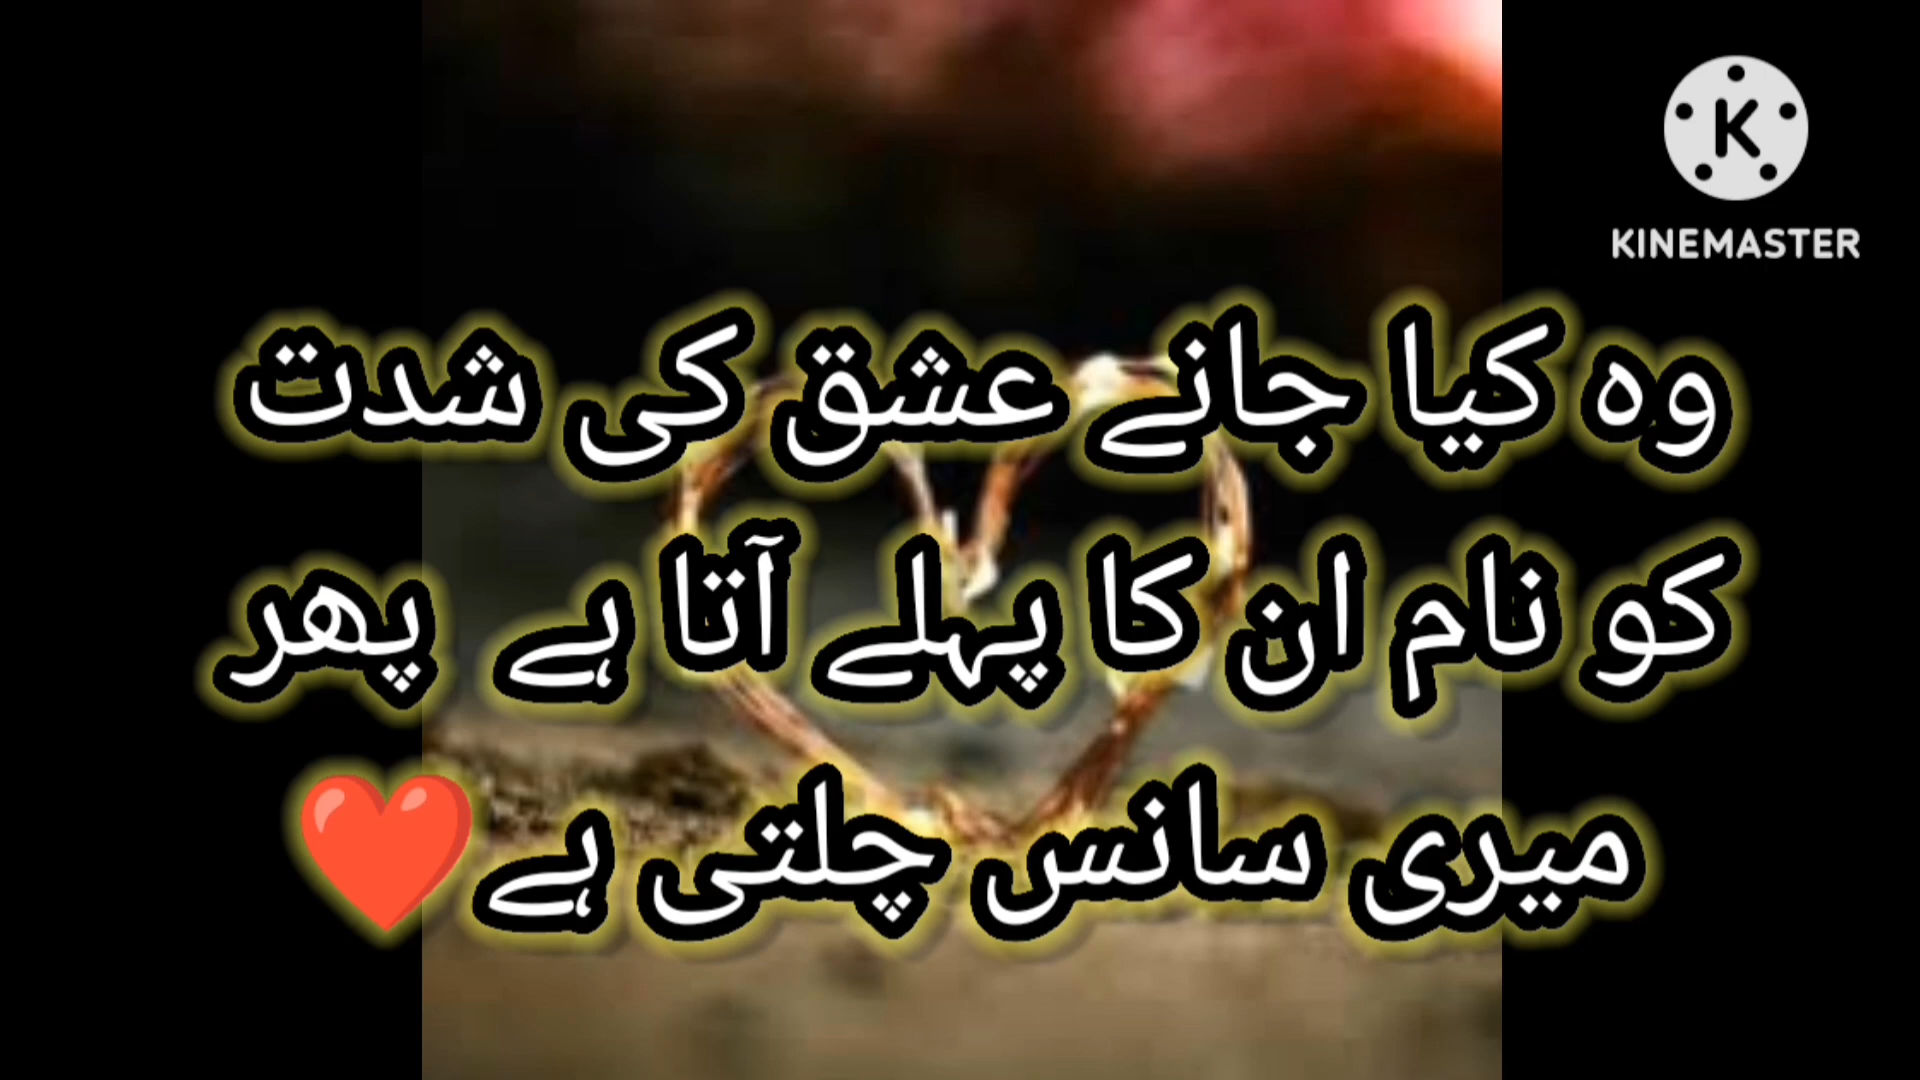 KINEMASTER
وہ کیا جانے عشق کی شدت
کو نام ان کا پہلے آتا ہے پھر
میری سانس چلتی ہے❤️